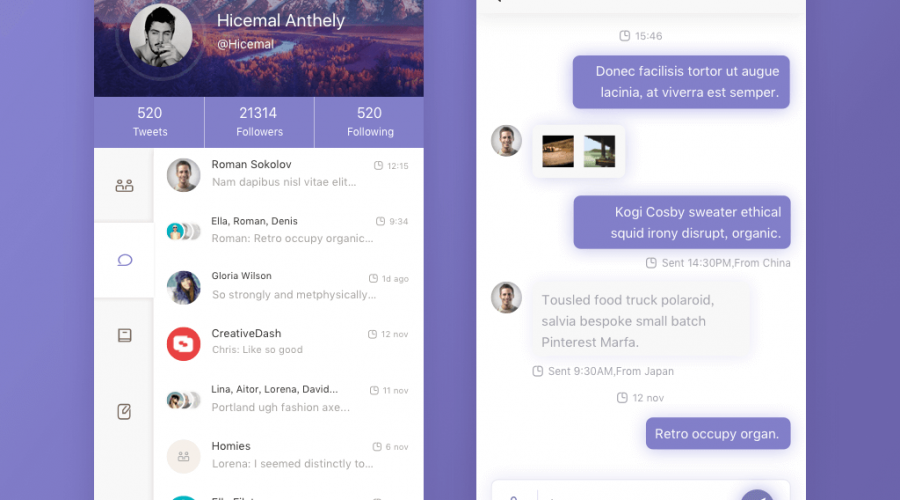 Hicemal Anthely
@Hicemal
520
Tweets
21314
Followers
520
Following
Roman Sokolov
12:15
Nam dapibus nisl vitae elit...
Ella, Roman, Denis
9:34
Roman: Retro occupy organic...
Gloria Wilson
1d ago
So strongly and metphysically...
CreativeDash
12 nov
Chris: Like so good
Lina, Aitor, Lorena, David...
11 nov
Portland ugh fashion axe...
Homies
6 nov
Lorena: I seemed distinctly to...
15:46
Donec facilisis tortor ut augue
lacinia, at viverra est semper.
Kogi Cosby sweater ethical
squid irony disrupt, organic.
Sent 14:30PM,From China
Tousled food truck polaroid,
salvia bespoke small batch
Pinterest Marfa.
Sent 9:30AM,From Japan
12 nov
Retro occupy organ.